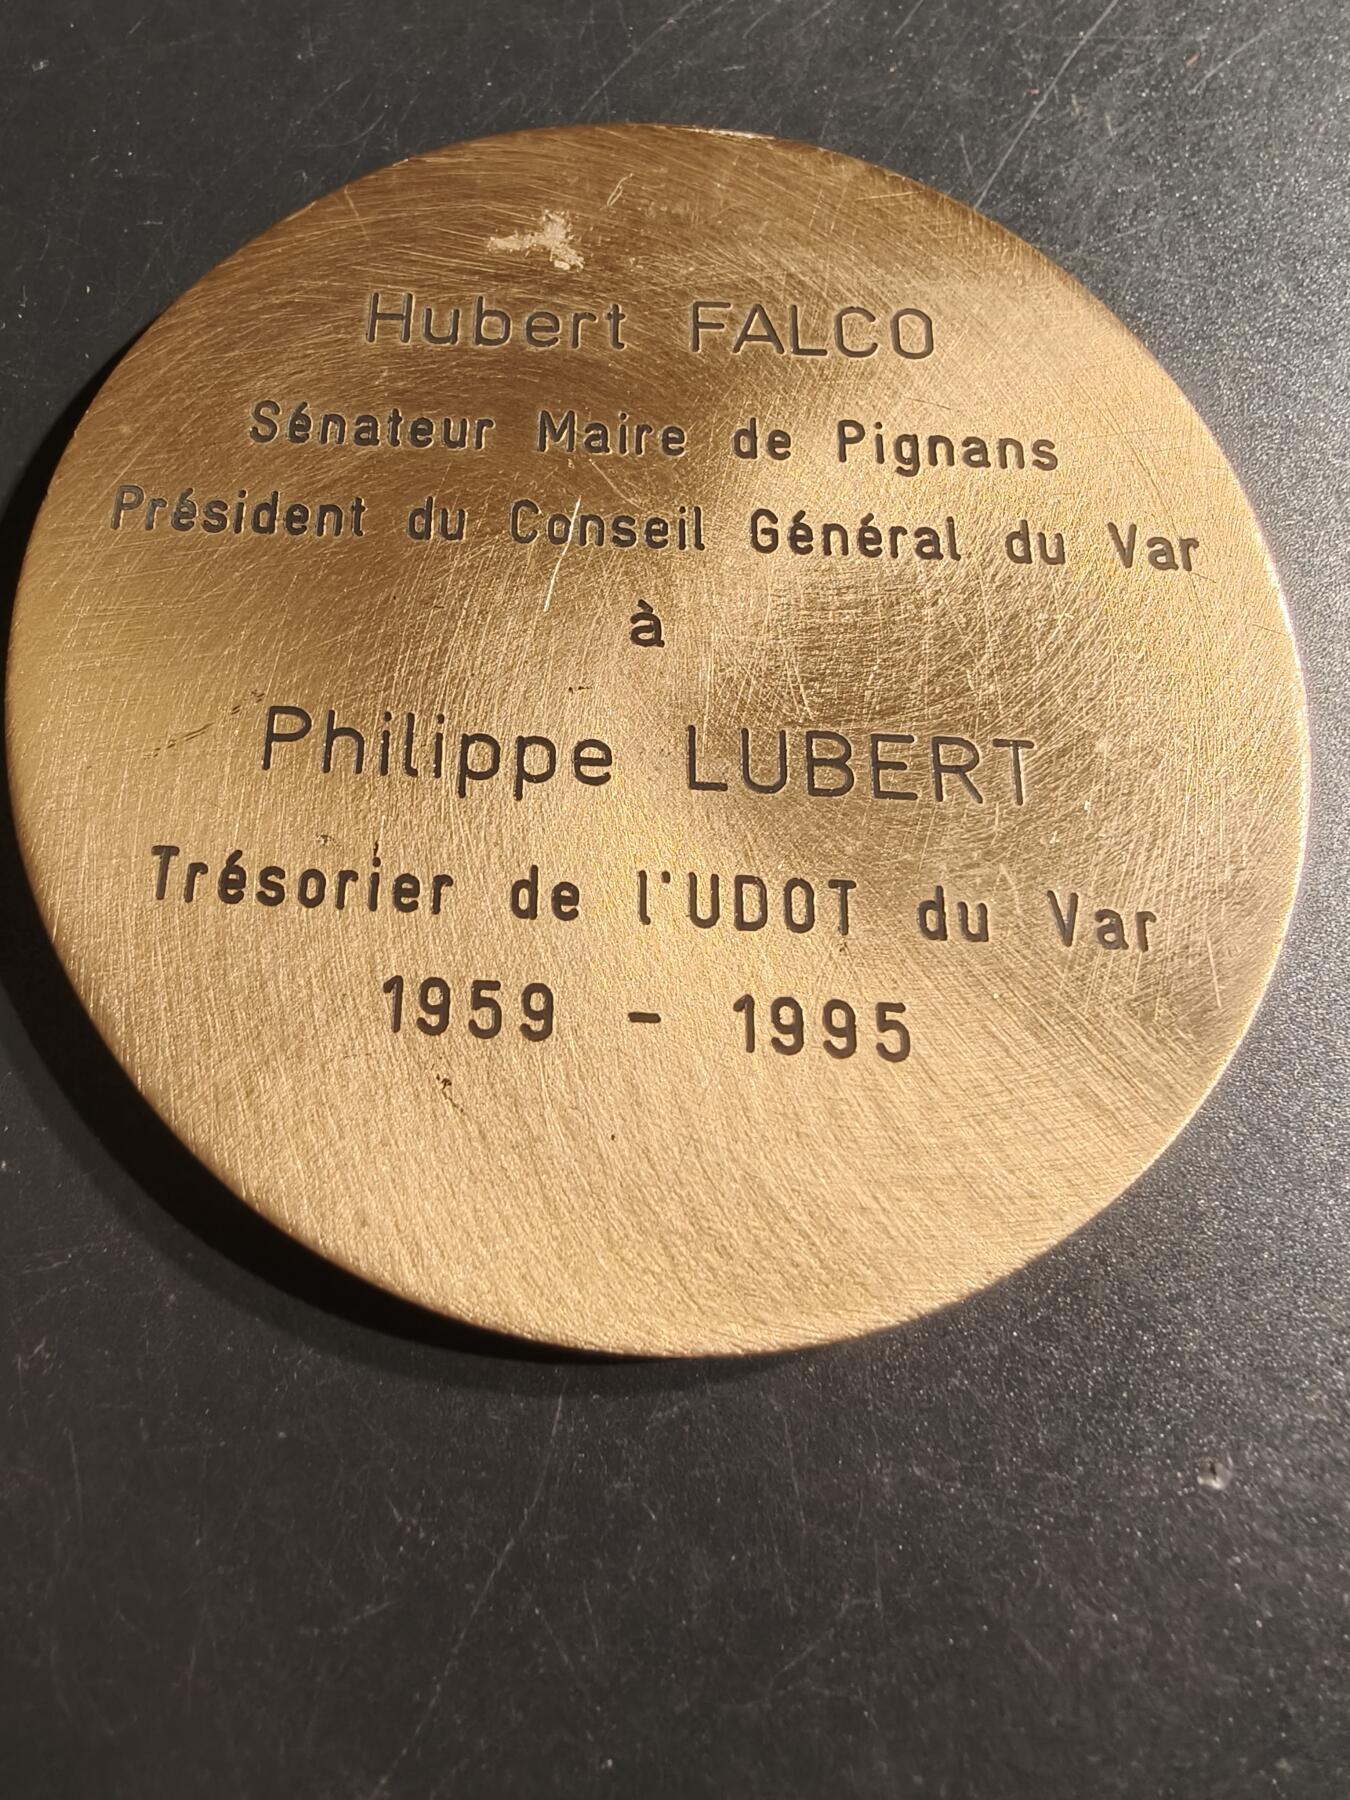 Hubert FALCO
Sénateur Maire de Pignans
Président du Conseil Général du Var
à
Philippe LUBERT
Trésorier de l'UDOT du Var
1959 - 1995